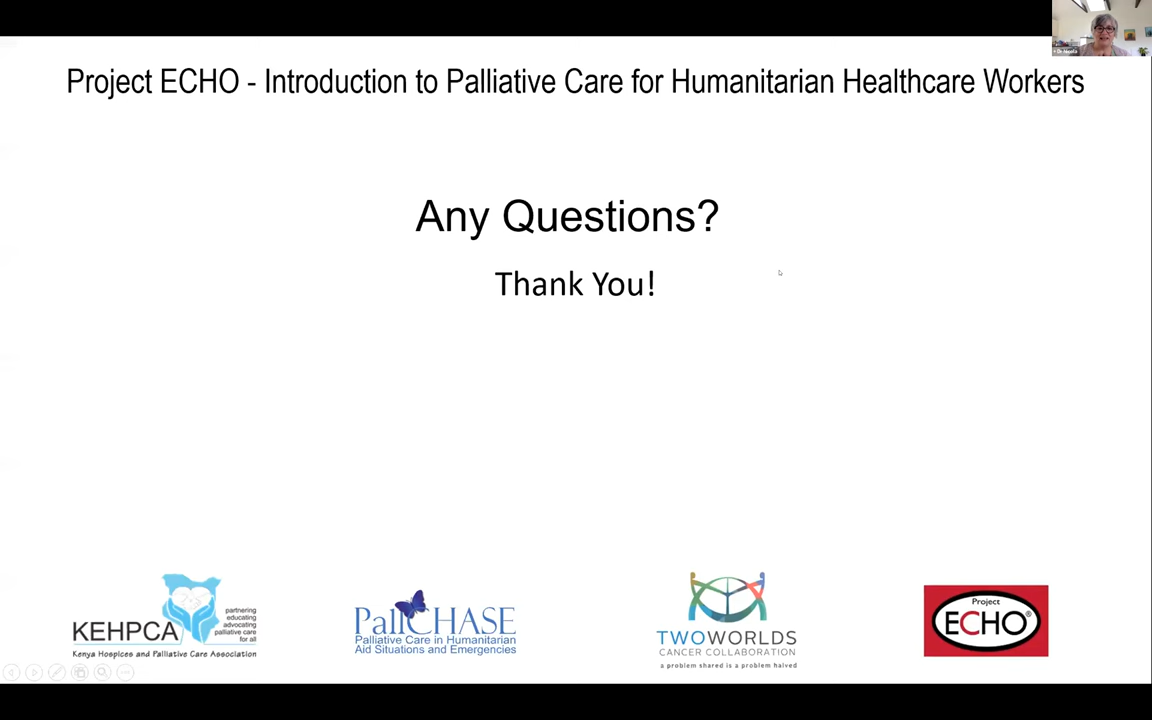 Project ECHO - Introduction to Palliative Care for Humanitarian Healthcare Workers
Any Questions?
Thank You!
KEHPCA
partnering
educating
advocating
palliative care
for all
Kenya Hospices and Palliative Care Association
PallCHASE
Palliative Care in Humanitarian
Aid Situations and Emergencies
TWOWORLDS
CANCER COLLABORATION
a problem shared is a problem halved
Project
ECHO®